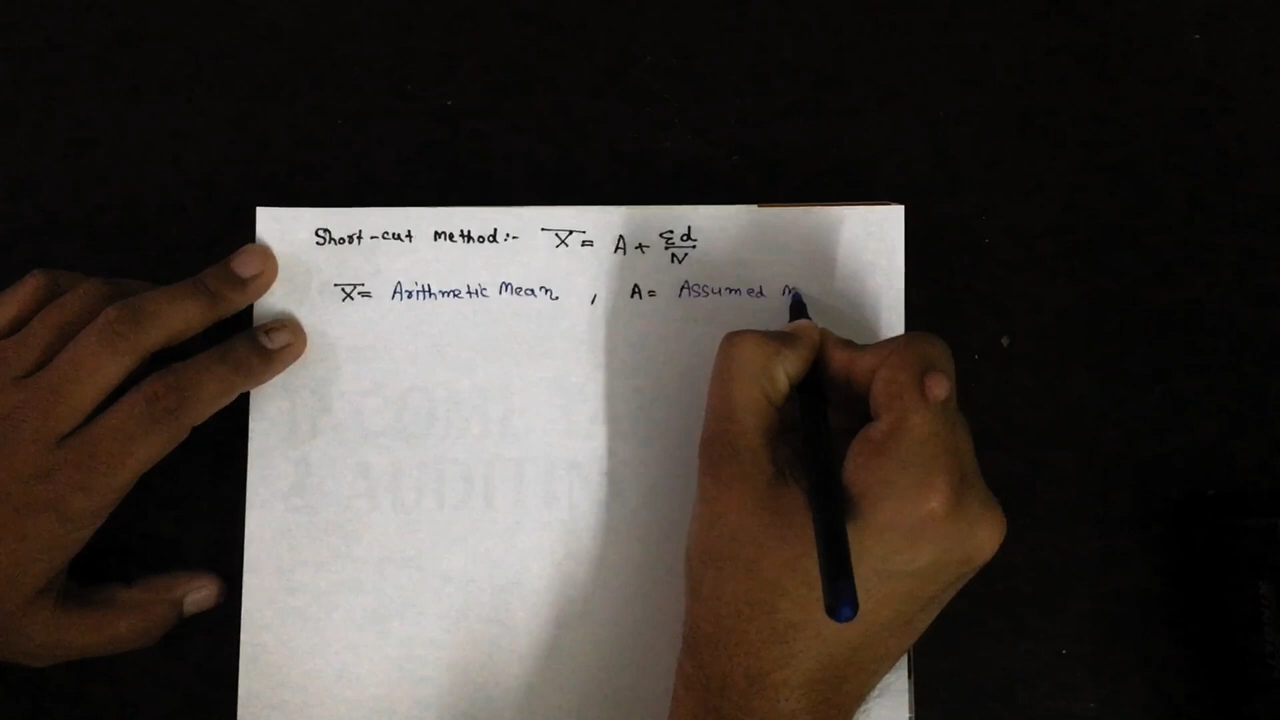 Short-cut method:- X̅ = A + Σd/N
X̅ = Arithmetic Mean , A = Assumed M